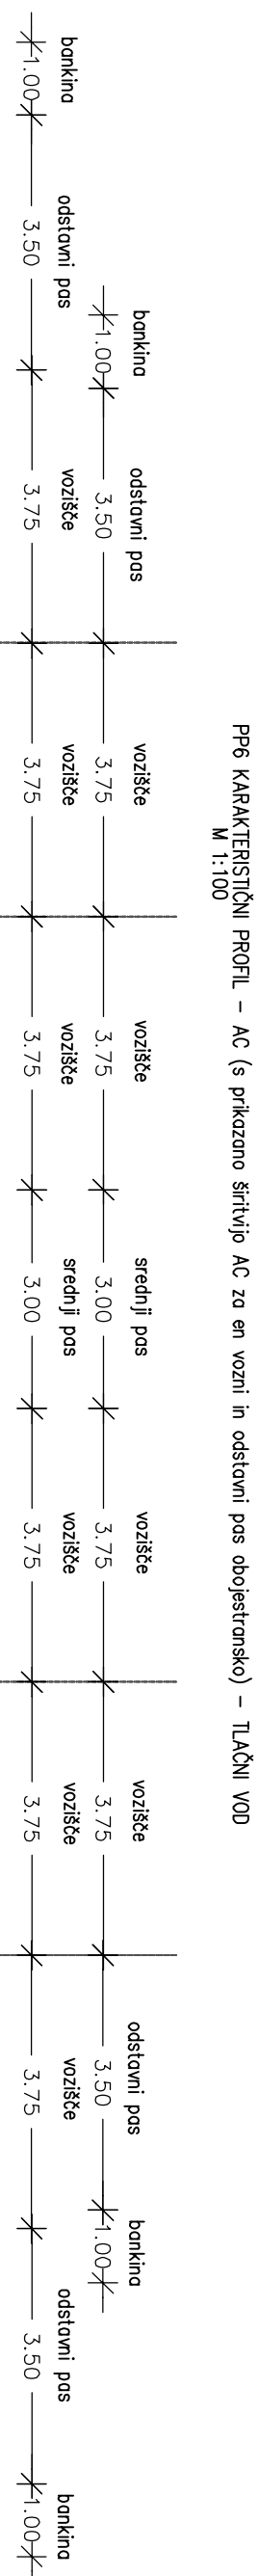 PP6 KARAKTERISTIČNI PROFIL - AC (s prikazano širitvijo AC za en vozni in odstavni pas obojestransko) - TLAČNI VOD
M 1:100
bankina odstavni pas vozišče vozišče srednji pas vozišče vozišče odstavni pas bankina
1.00 3.50 3.75 3.75 3.00 3.75 3.75 3.50 1.00
bankina odstavni pas vozišče vozišče vozišče srednji pas vozišče vozišče vozišče odstavni pas bankina
1.00 3.50 3.75 3.75 3.75 3.00 3.75 3.75 3.75 3.50 1.00